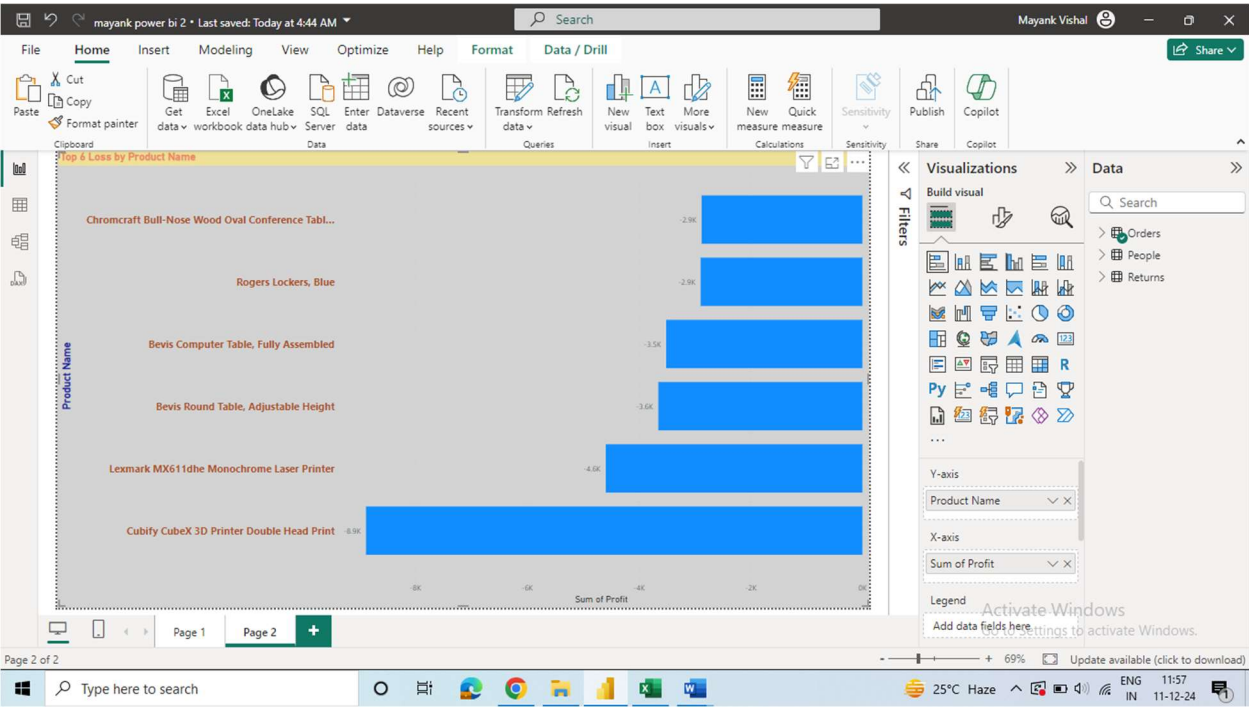 mayank power bi 2 • Last saved: Today at 4:44 AM
Search
Mayank Vishal
File Home Insert Modeling View Optimize Help Format Data / Drill
Share
Paste
Cut
Copy
Format painter
Clipboard
Get data
Excel workbook
OneLake data hub
SQL Server
Enter data
Dataverse
Recent sources
Data
Transform data
Refresh
Queries
New visual
Text box
More visuals
Insert
New measure
Quick measure
Calculations
Sensitivity
Sensitivity
Publish
Share
Copilot
Copilot
Top 6 Loss by Product Name
Product Name
Chromcraft Bull-Nose Wood Oval Conference Tabl... -2.9K
Rogers Lockers, Blue -2.9K
Bevis Computer Table, Fully Assembled -3.5K
Bevis Round Table, Adjustable Height -3.6K
Lexmark MX611dhe Monochrome Laser Printer -4.6K
Cubify CubeX 3D Printer Double Head Print -8.9K
-8K -6K -4K -2K 0K
Sum of Profit
Filters
Visualizations
Build visual
123
R
Py
123
...
Y-axis
Product Name
X-axis
Sum of Profit
Legend
Add data fields here
Data
Search
Orders
People
Returns
DAX
Activate Windows
Go to Settings to activate Windows.
Page 1 Page 2 +
Page 2 of 2
- + 69% Update available (click to download)
Type here to search
25°C Haze
ENG
IN
11:57
11-12-24
1